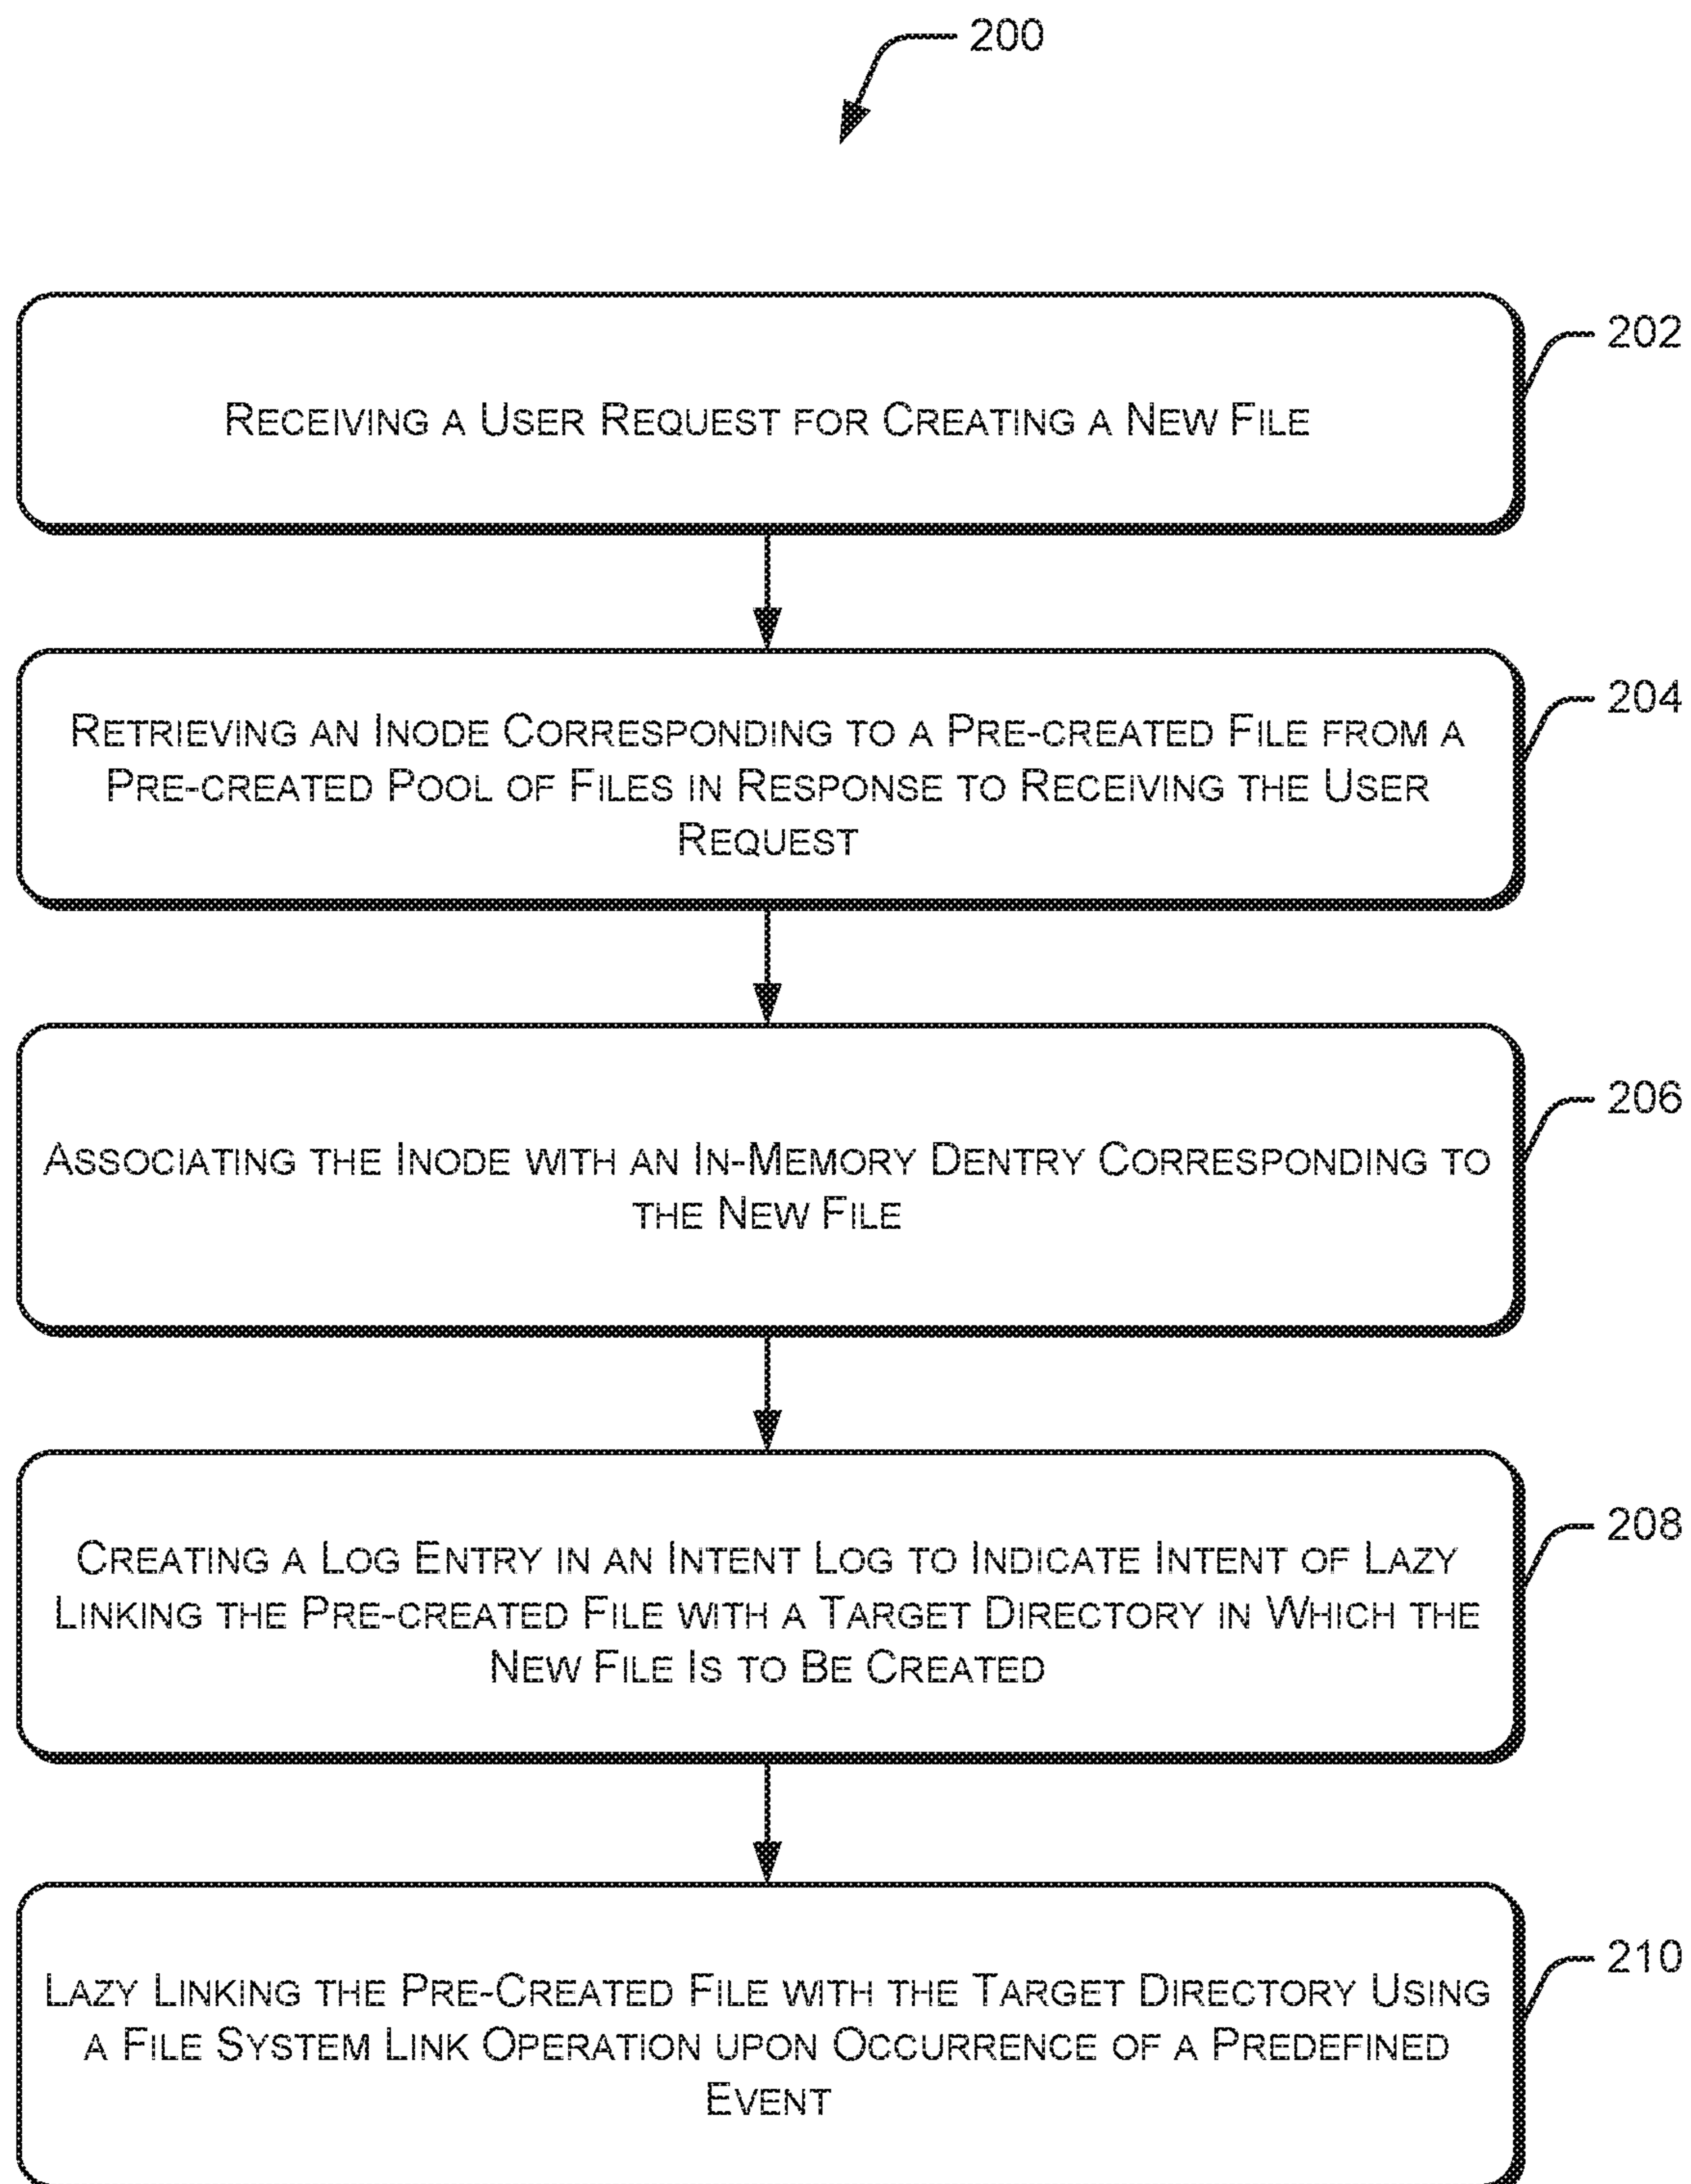 200
RECEIVING A USER REQUEST FOR CREATING A NEW FILE
202
RETRIEVING AN INODE CORRESPONDING TO A PRE-CREATED FILE FROM A
PRE-CREATED POOL OF FILES IN RESPONSE TO RECEIVING THE USER
REQUEST
204
ASSOCIATING THE INODE WITH AN IN-MEMORY DENTRY CORRESPONDING TO
THE NEW FILE
206
CREATING A LOG ENTRY IN AN INTENT LOG TO INDICATE INTENT OF LAZY
LINKING THE PRE-CREATED FILE WITH A TARGET DIRECTORY IN WHICH THE
NEW FILE IS TO BE CREATED
208
LAZY LINKING THE PRE-CREATED FILE WITH THE TARGET DIRECTORY USING
A FILE SYSTEM LINK OPERATION UPON OCCURRENCE OF A PREDEFINED
EVENT
210